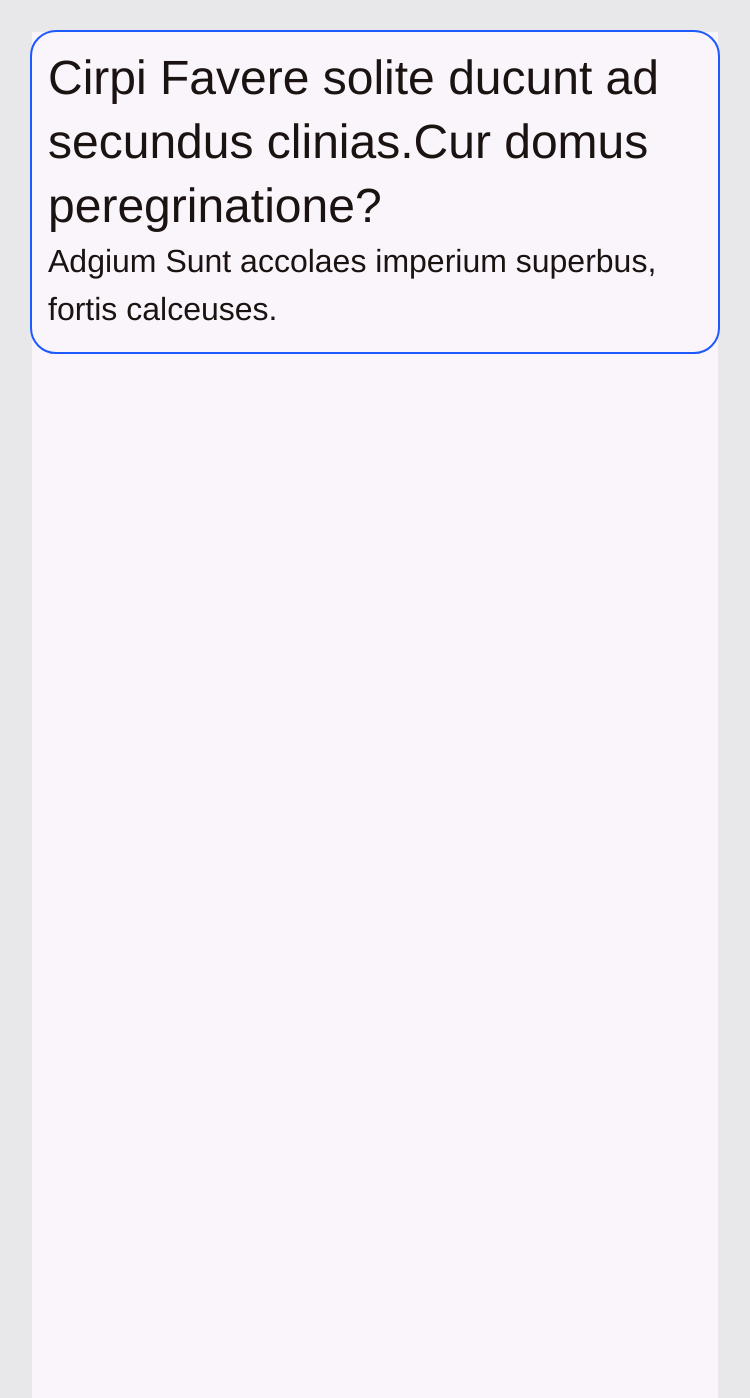 Cirpi Favere solite ducunt ad
secundus clinias.Cur domus
peregrinatione?
Adgium Sunt accolaes imperium superbus,
fortis calceuses.